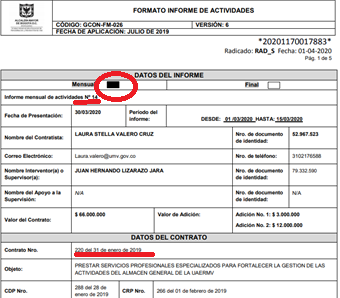 ALCALDÍA MAYOR
DE BOGOTÁ D.C.
FORMATO INFORME DE ACTIVIDADES
CÓDIGO: GCON-FM-026 VERSIÓN: 6
FECHA DE APLICACIÓN: JULIO DE 2019
*20201170017883*
Radicado: RAD_S Fecha: 01-04-2020
Pág. 1 de 5
DATOS DEL INFORME
Mensual Final
Informe mensual de actividades N° 14
Fecha de Presentación: 30/03/2020 Periodo del informe: DESDE: 01 /03/2020 HASTA: 15/03/2020
Nombre del Contratista: LAURA STELLA VALERO CRUZ Nro. de documento de identidad: 52.967.523
Correo Electrónico: Laura.valero@umv.gov.co Nro. de teléfono: 3102176588
Nombre Interventor(a) o Supervisor(a): JUAN HERNANDO LIZARAZO JARA Nro. de documento de identidad: 79.332.590
Nombre del Apoyo a la Supervisión: N/A Nro. de documento de identidad: N/A
Valor del Contrato: $ 66.000.000 Adición No. 1: $ 3.000.000
Adición No. 2: $ 12.000.000
DATOS DEL CONTRATO
Contrato Nro. 220 del 31 de enero de 2019
Objeto: PRESTAR SERVICIOS PROFESIONALES ESPECIALIZADOS PARA FORTALECER LA GESTION DE LAS
ACTIVIDADES DEL ALMACEN GENERAL DE LA UAERMV
CDP Nro. 288 del 28 de enero de 2019 CRP Nro. 266 del 01 de febrero de 2019